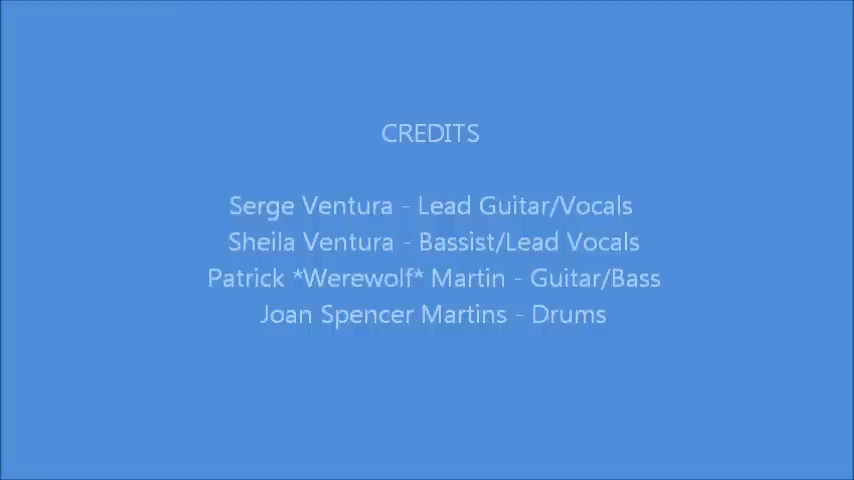 CREDITS
Serge Ventura - Lead Guitar/Vocals
Sheila Ventura - Bassist/Lead Vocals
Patrick *Werewolf* Martin - Guitar/Bass
Joan Spencer Martins - Drums